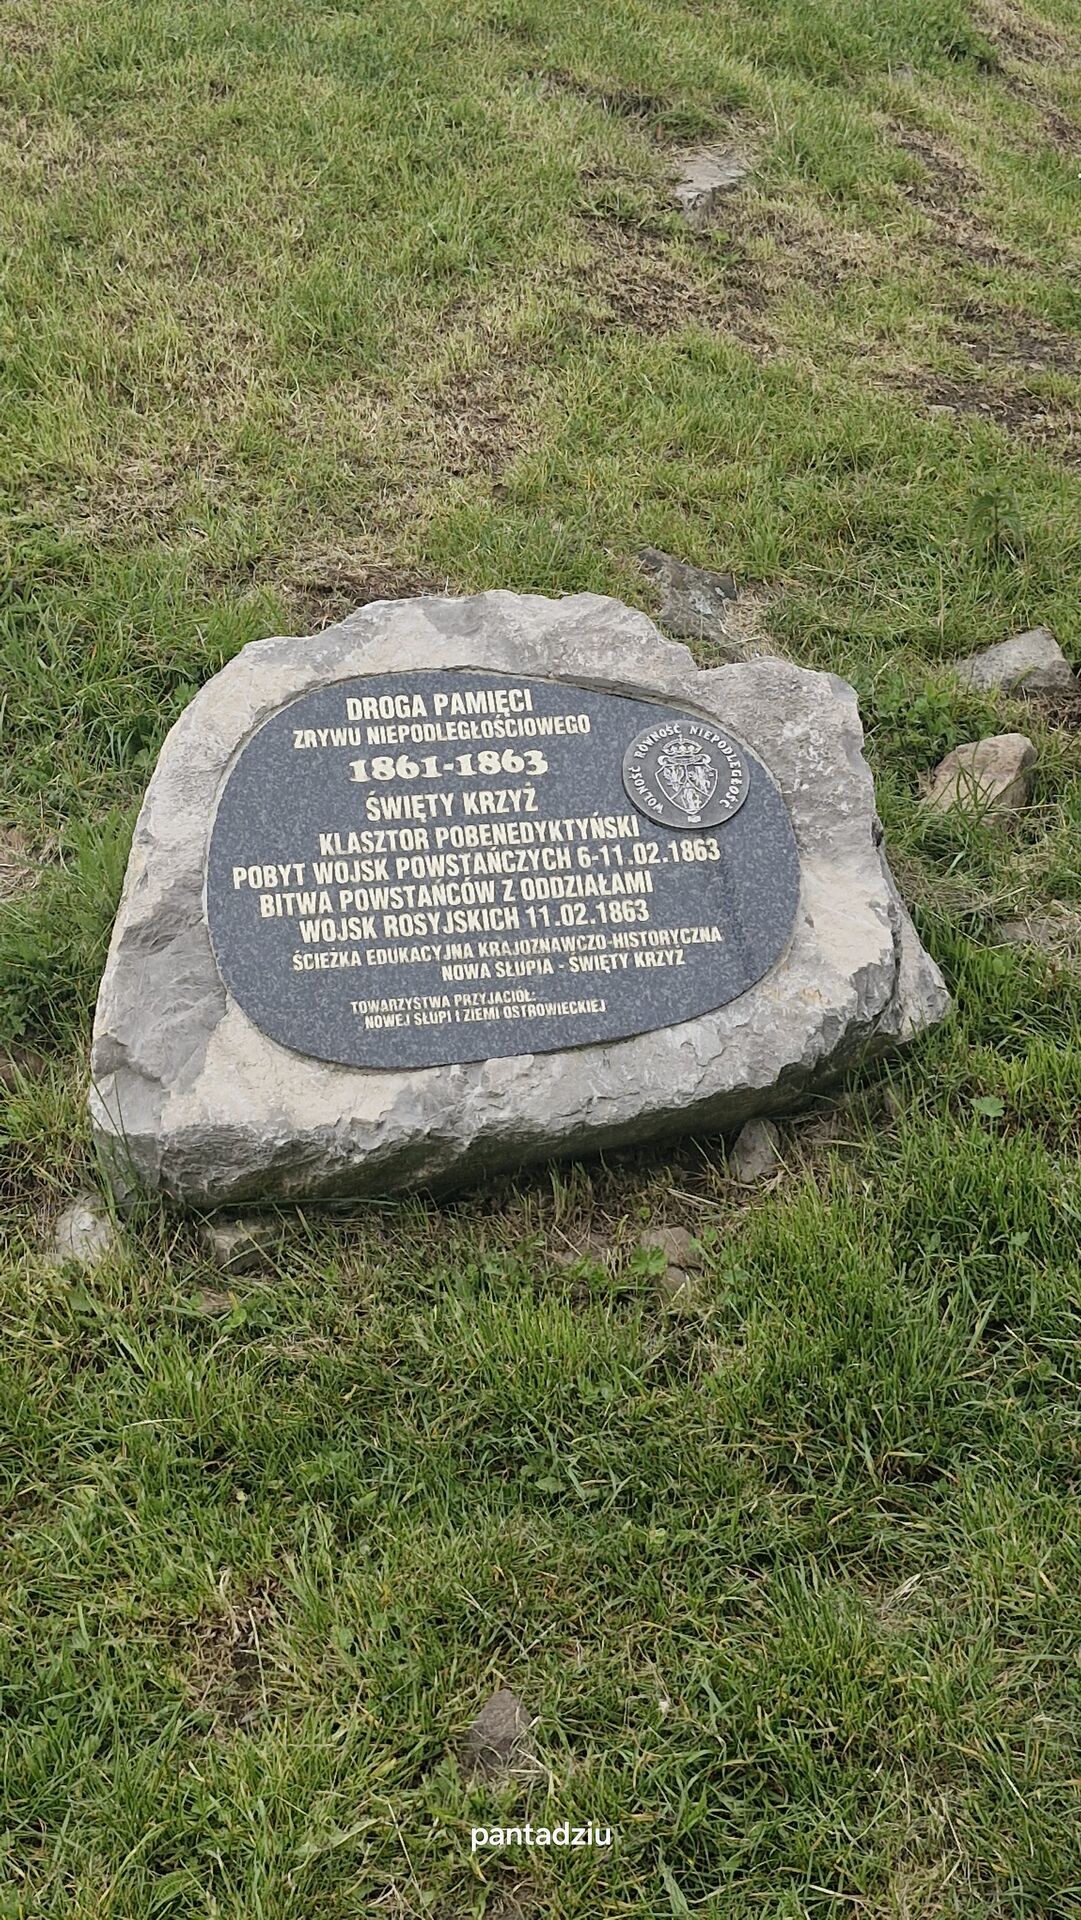 DROGA PAMIĘCI
ZRYWU NIEPODLEGŁOŚCIOWEGO
1861-1863
WOLNOŚĆ RÓWNOŚĆ NIEPODLEGŁOŚĆ
ŚWIĘTY KRZYŻ
KLASZTOR POBENEDYKTYŃSKI
POBYT WOJSK POWSTAŃCZYCH 6-11.02.1863
BITWA POWSTAŃCÓW Z ODDZIAŁAMI
WOJSK ROSYJSKICH 11.02.1863
ŚCIEŻKA EDUKACYJNA KRAJOZNAWCZO-HISTORYCZNA
NOWA SŁUPIA - ŚWIĘTY KRZYŻ
TOWARZYSTWA PRZYJACIÓŁ:
NOWEJ SŁUPI I ZIEMI OSTROWIECKIEJ
pantadziu